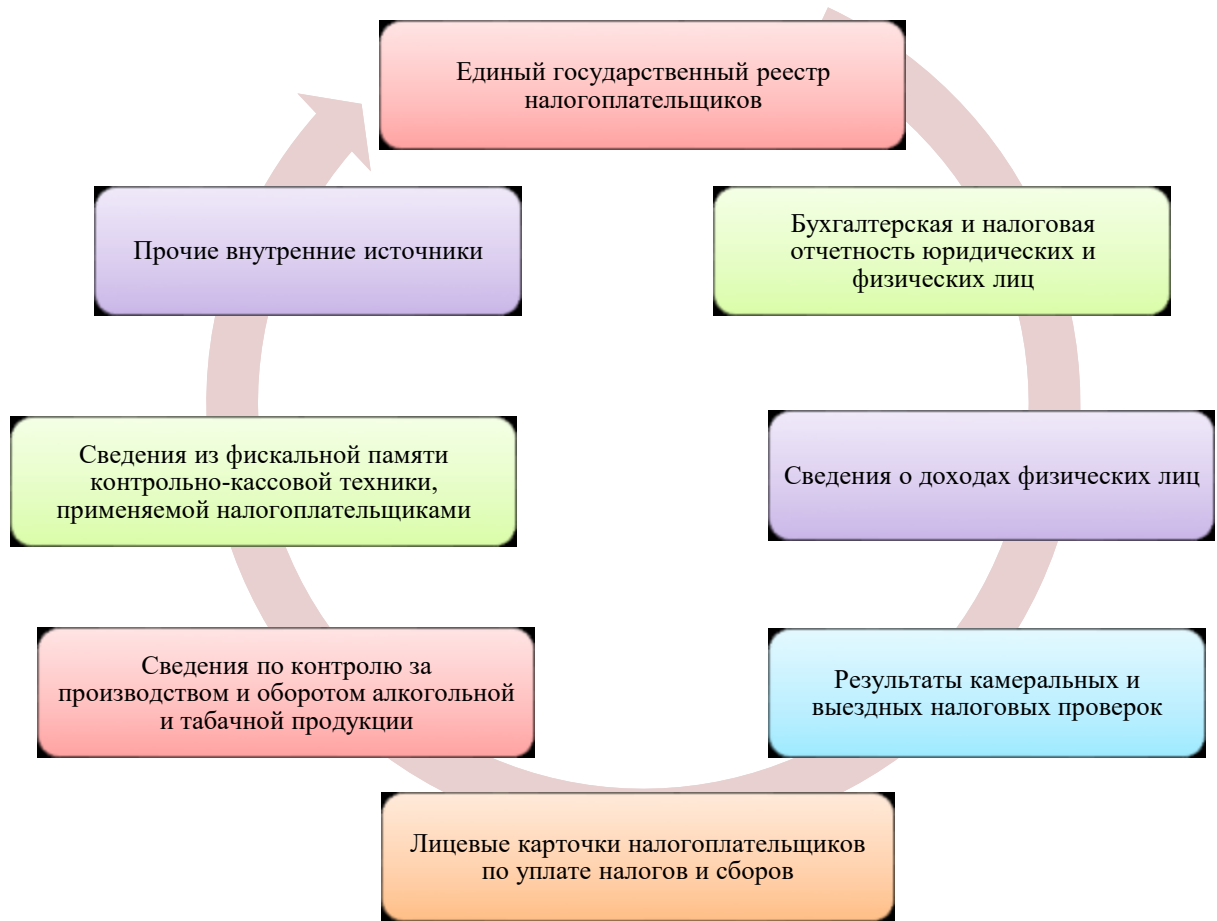 Единый государственный реестр
налогоплательщиков
Бухгалтерская и налоговая
отчетность юридических и
физических лиц
Сведения о доходах физических лиц
Результаты камеральных и
выездных налоговых проверок
Лицевые карточки налогоплательщиков
по уплате налогов и сборов
Сведения по контролю за
производством и оборотом алкогольной
и табачной продукции
Сведения из фискальной памяти
контрольно-кассовой техники,
применяемой налогоплательщиками
Прочие внутренние источники